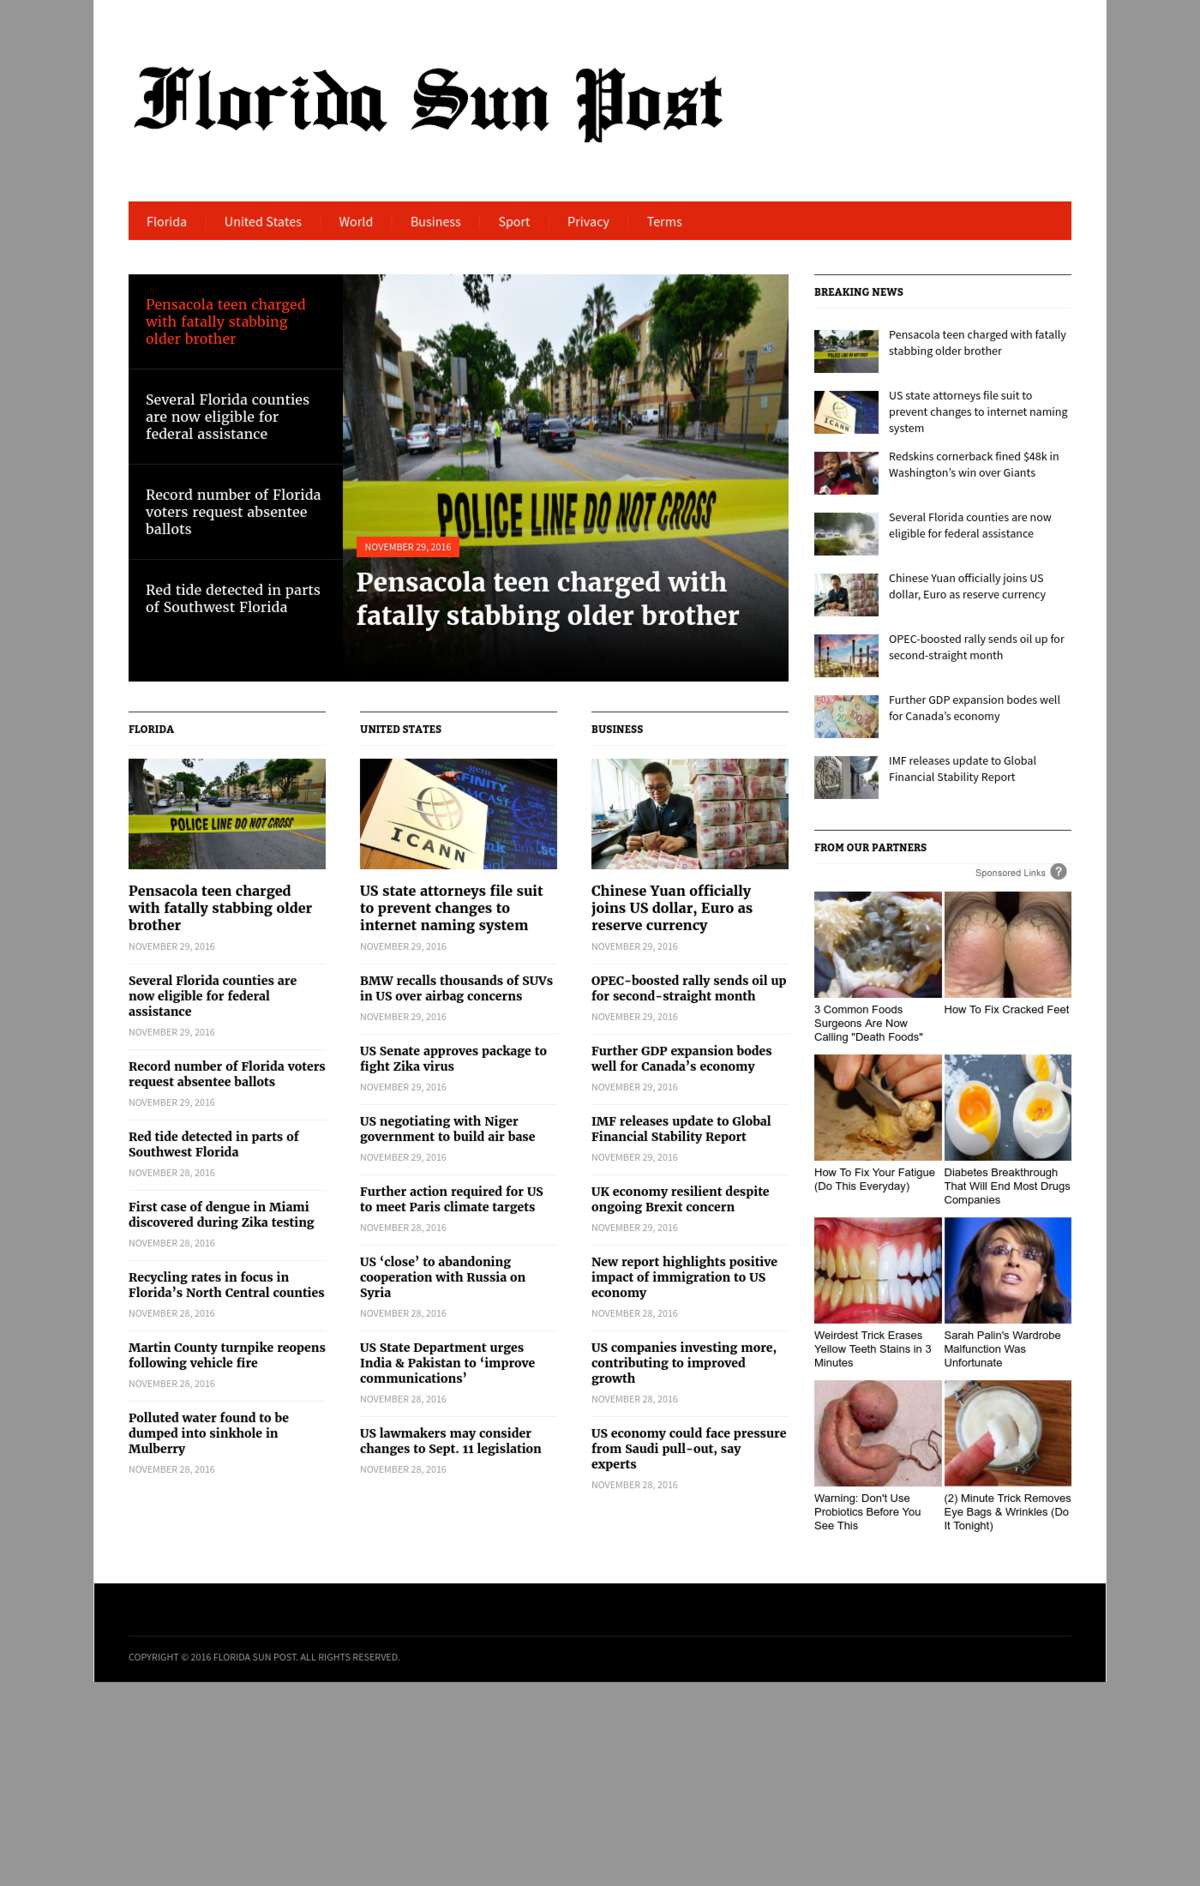 Florida Sun Post
Florida
United States
World
Business
Sport
Privacy
Terms
Pensacola teen charged
with fatally stabbing
older brother
Several Florida counties
are now eligible for
federal assistance
Record number of Florida
voters request absentee
ballots
Red tide detected in parts
of Southwest Florida
POLICE LINE DO NOT CROSS
NOVEMBER 29, 2016
Pensacola teen charged with
fatally stabbing older brother
BREAKING NEWS
Pensacola teen charged with fatally
stabbing older brother
US state attorneys file suit to
prevent changes to internet naming
system
ICANN
Redskins cornerback fined $48k in
Washington’s win over Giants
Several Florida counties are now
eligible for federal assistance
Chinese Yuan officially joins US
dollar, Euro as reserve currency
OPEC-boosted rally sends oil up for
second-straight month
Further GDP expansion bodes well
for Canada’s economy
IMF releases update to Global
Financial Stability Report
FLORIDA
POLICE LINE DO NOT CROSS
Pensacola teen charged
with fatally stabbing older
brother
NOVEMBER 29, 2016
Several Florida counties are
now eligible for federal
assistance
NOVEMBER 29, 2016
Record number of Florida voters
request absentee ballots
NOVEMBER 29, 2016
Red tide detected in parts of
Southwest Florida
NOVEMBER 28, 2016
First case of dengue in Miami
discovered during Zika testing
NOVEMBER 28, 2016
Recycling rates in focus in
Florida’s North Central counties
NOVEMBER 28, 2016
Martin County turnpike reopens
following vehicle fire
NOVEMBER 28, 2016
Polluted water found to be
dumped into sinkhole in
Mulberry
NOVEMBER 28, 2016
UNITED STATES
ICANN
US state attorneys file suit
to prevent changes to
internet naming system
NOVEMBER 29, 2016
BMW recalls thousands of SUVs
in US over airbag concerns
NOVEMBER 29, 2016
US Senate approves package to
fight Zika virus
NOVEMBER 29, 2016
US negotiating with Niger
government to build air base
NOVEMBER 29, 2016
Further action required for US
to meet Paris climate targets
NOVEMBER 28, 2016
US ‘close’ to abandoning
cooperation with Russia on
Syria
NOVEMBER 28, 2016
US State Department urges
India & Pakistan to ‘improve
communications’
NOVEMBER 28, 2016
US lawmakers may consider
changes to Sept. 11 legislation
NOVEMBER 28, 2016
BUSINESS
Chinese Yuan officially
joins US dollar, Euro as
reserve currency
NOVEMBER 29, 2016
OPEC-boosted rally sends oil up
for second-straight month
NOVEMBER 29, 2016
Further GDP expansion bodes
well for Canada’s economy
NOVEMBER 29, 2016
IMF releases update to Global
Financial Stability Report
NOVEMBER 29, 2016
UK economy resilient despite
ongoing Brexit concern
NOVEMBER 29, 2016
New report highlights positive
impact of immigration to US
economy
NOVEMBER 28, 2016
US companies investing more,
contributing to improved
growth
NOVEMBER 28, 2016
US economy could face pressure
from Saudi pull-out, say
experts
NOVEMBER 28, 2016
FROM OUR PARTNERS
Sponsored Links ?
3 Common Foods
Surgeons Are Now
Calling "Death Foods"
How To Fix Cracked Feet
How To Fix Your Fatigue
(Do This Everyday)
Diabetes Breakthrough
That Will End Most Drugs
Companies
Weirdest Trick Erases
Yellow Teeth Stains in 3
Minutes
Sarah Palin's Wardrobe
Malfunction Was
Unfortunate
Warning: Don't Use
Probiotics Before You
See This
(2) Minute Trick Removes
Eye Bags & Wrinkles (Do
It Tonight)
COPYRIGHT © 2016 FLORIDA SUN POST. ALL RIGHTS RESERVED.